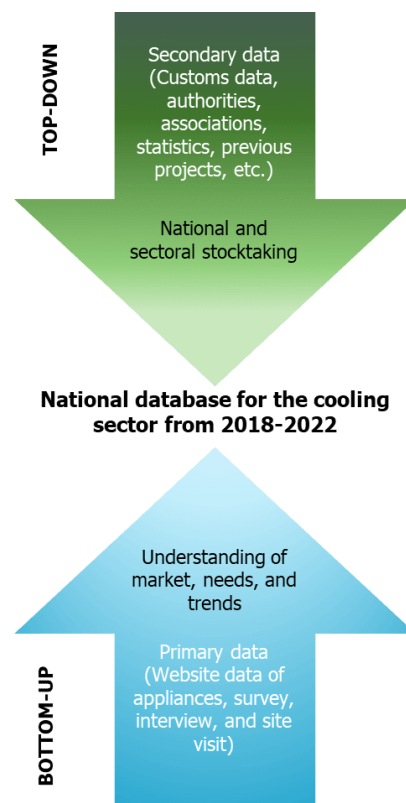 TOP-DOWN
Secondary data
(Customs data,
authorities,
associations,
statistics, previous
projects, etc.)
National and
sectoral stocktaking
National database for the cooling
sector from 2018-2022
Understanding of
market, needs, and
trends
BOTTOM-UP
Primary data
(Website data of
appliances, survey,
interview, and site
visit)